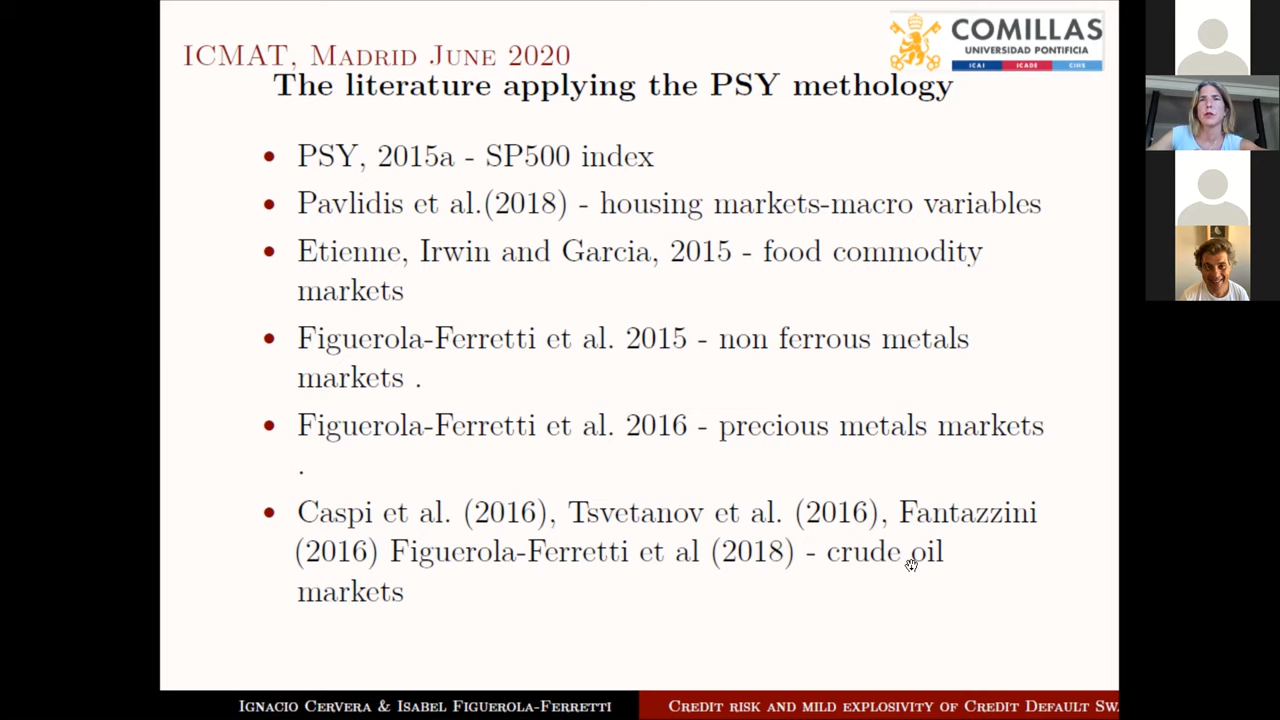 ICMAT, MADRID JUNE 2020
COMILLAS
UNIVERSIDAD PONTIFICIA
ICAI ICADE CIHS
The literature applying the PSY methology
• PSY, 2015a - SP500 index
• Pavlidis et al.(2018) - housing markets-macro variables
• Etienne, Irwin and Garcia, 2015 - food commodity
markets
• Figuerola-Ferretti et al. 2015 - non ferrous metals
markets .
• Figuerola-Ferretti et al. 2016 - precious metals markets
.
• Caspi et al. (2016), Tsvetanov et al. (2016), Fantazzini
(2016) Figuerola-Ferretti et al (2018) - crude oil
markets
IGNACIO CERVERA & ISABEL FIGUEROLA-FERRETTI
CREDIT RISK AND MILD EXPLOSIVITY OF CREDIT DEFAULT SWA